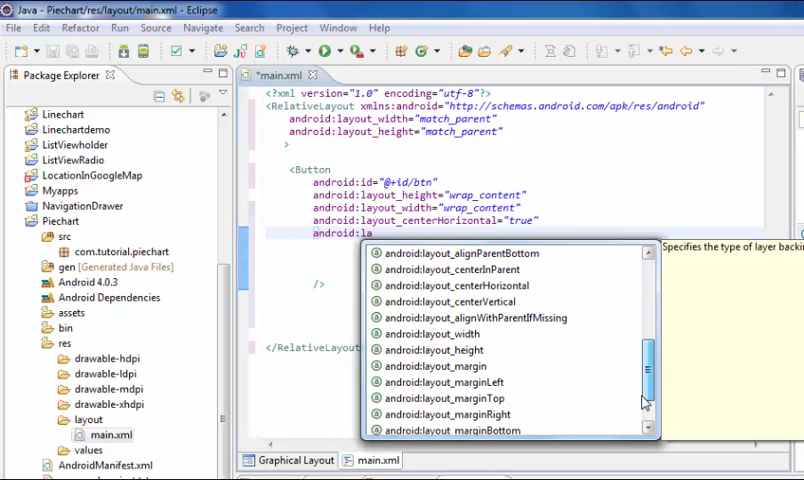 Java - Piechart/res/layout/main.xml - Eclipse
File Edit Refactor Run Source Navigate Search Project Window Help
Package Explorer
*main.xml
Linechart
Linechartdemo
ListViewholder
ListViewRadio
LocationInGoogleMap
Myapps
NavigationDrawer
Piechart
src
com.tutorial.piechart
gen [Generated Java Files]
Android 4.0.3
Android Dependencies
assets
bin
res
drawable-hdpi
drawable-ldpi
drawable-mdpi
drawable-xhdpi
layout
main.xml
values
AndroidManifest.xml
<?xml version="1.0" encoding="utf-8"?>
<RelativeLayout xmlns:android="http://schemas.android.com/apk/res/android"
android:layout_width="match_parent"
android:layout_height="match_parent"
>
<Button
android:id="@+id/btn"
android:layout_height="wrap_content"
android:layout_width="wrap_content"
android:layout_centerHorizontal="true"
android:la
/>
</RelativeLayout
android:layout_alignParentBottom
android:layout_centerInParent
android:layout_centerHorizontal
android:layout_centerVertical
android:layout_alignWithParentIfMissing
android:layout_width
android:layout_height
android:layout_margin
android:layout_marginLeft
android:layout_marginTop
android:layout_marginRight
android:layout_marginBottom
Specifies the type of layer backi
Graphical Layout
main.xml